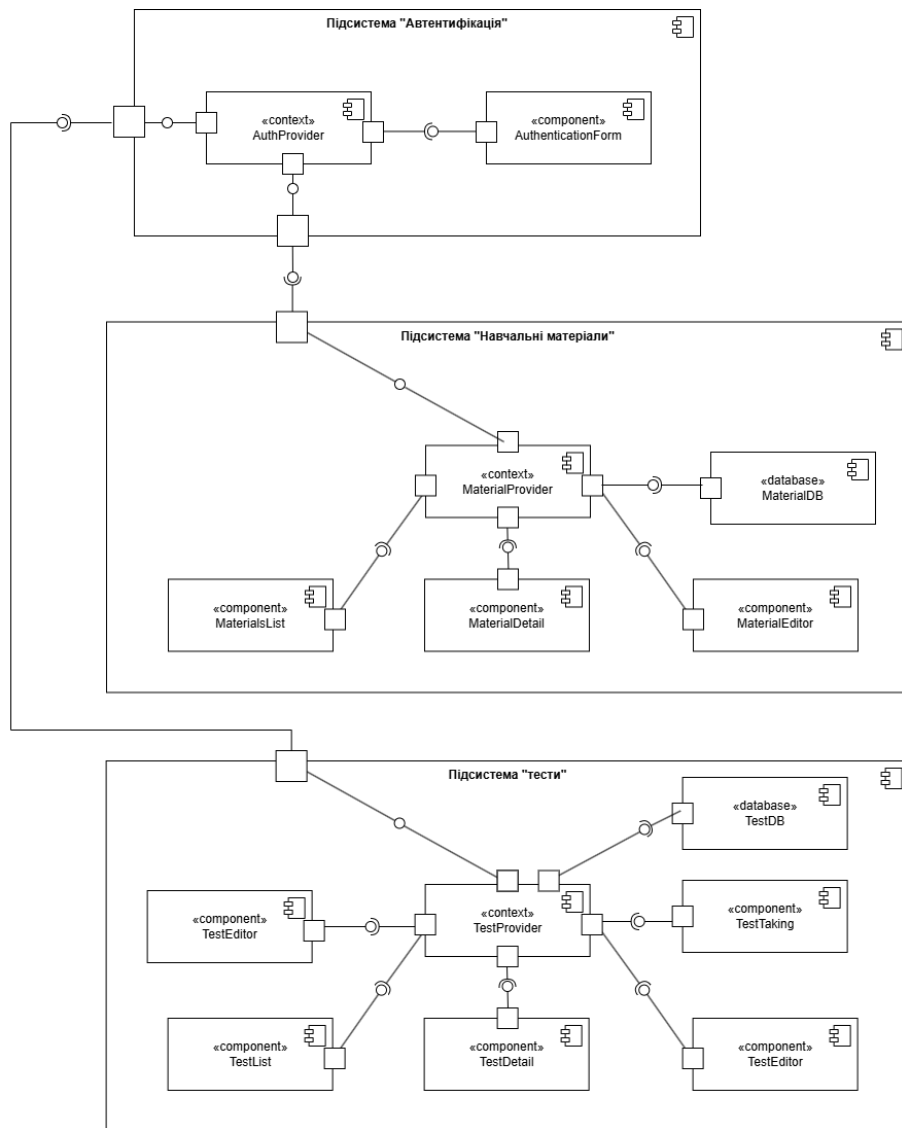 Підсистема "Автентифікація"
«context»
AuthProvider
«component»
AuthenticationForm
Підсистема "Навчальні матеріали"
«context»
MaterialProvider
«database»
MaterialDB
«component»
MaterialsList
«component»
MaterialDetail
«component»
MaterialEditor
Підсистема "тести"
«database»
TestDB
«component»
TestEditor
«context»
TestProvider
«component»
TestTaking
«component»
TestList
«component»
TestDetail
«component»
TestEditor